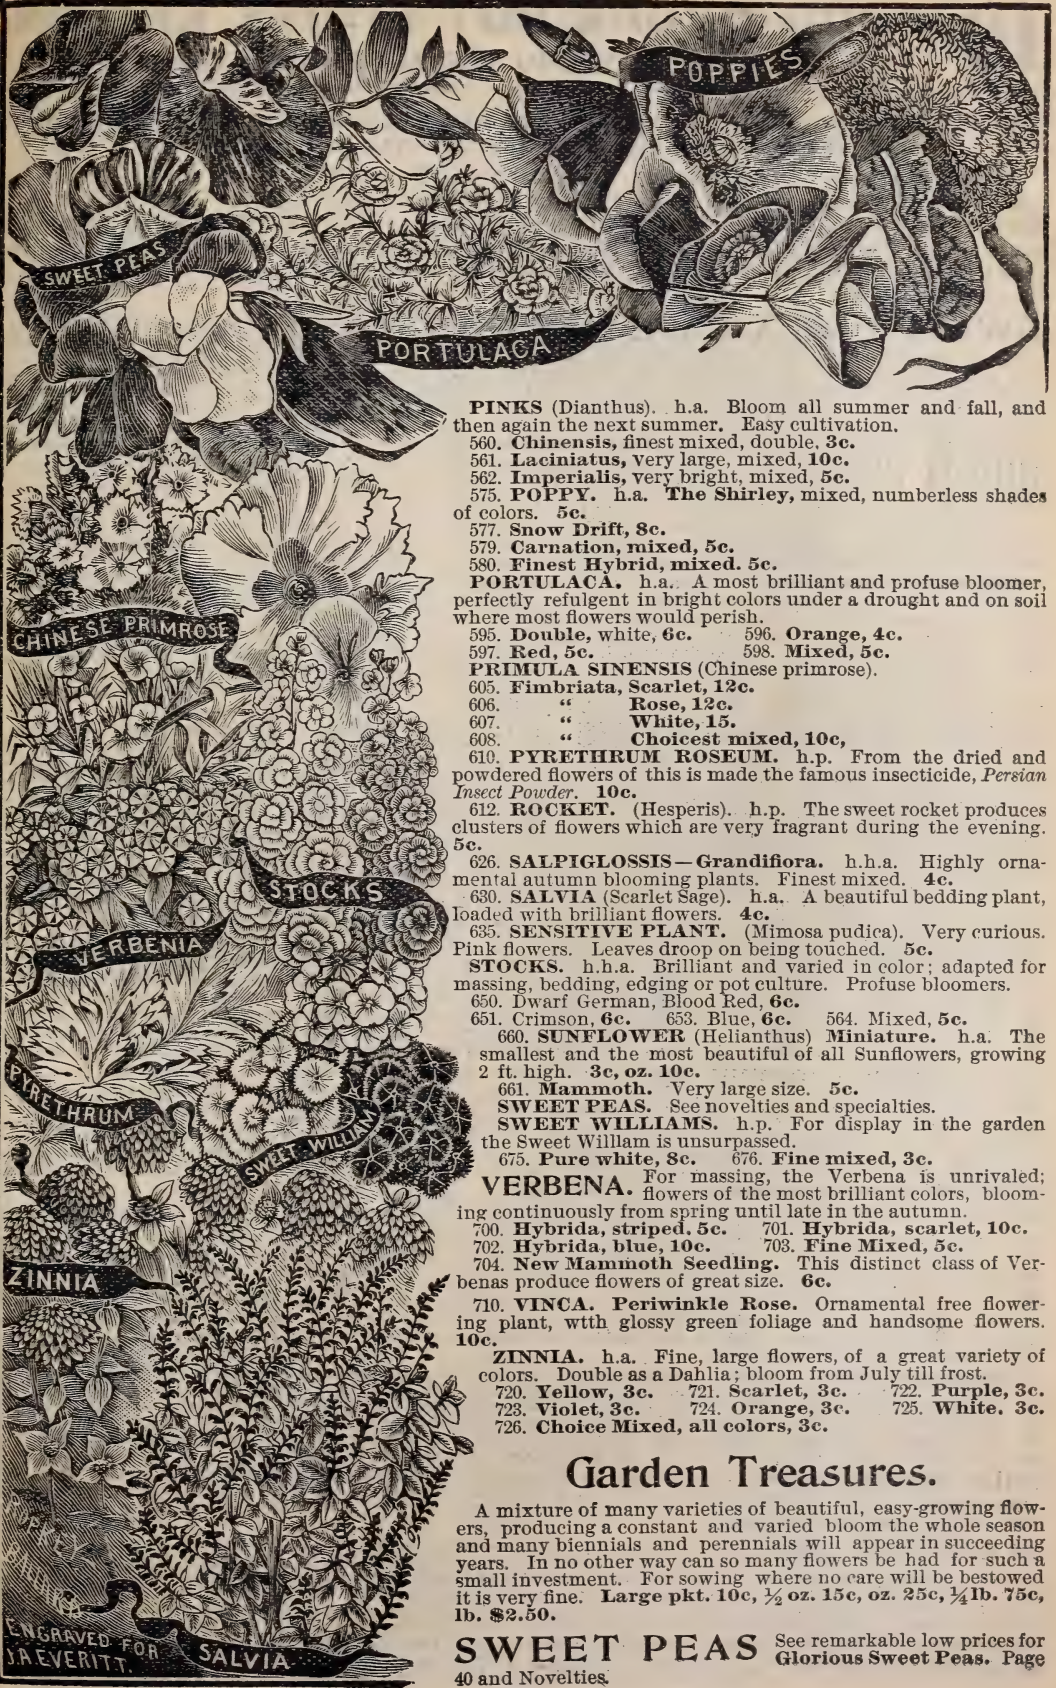 POPPIES
SWEET PEAS
PORTULACA
CHINESE PRIMROSE
STOCKS
VERBENIA
PYRETHRUM
SWEET WILLIAM
ZINNIA
ENGRAVED FOR
J.A. EVERITT.
SALVIA
PINKS (Dianthus). h.a. Bloom all summer and fall, and
then again the next summer. Easy cultivation.
560. Chinensis, finest mixed, double, 3c.
561. Laciniatus, very large, mixed, 10c.
562. Imperialis, very bright, mixed, 5c.
575. POPPY. h.a. The Shirley, mixed, numberless shades
of colors. 5c.
577. Snow Drift, 8c.
579. Carnation, mixed, 5c.
580. Finest Hybrid, mixed. 5c.
PORTULACA. h.a. A most brilliant and profuse bloomer,
perfectly refulgent in bright colors under a drought and on soil
where most flowers would perish.
595. Double, white, 6c. 596. Orange, 4c.
597. Red, 5c. 598. Mixed, 5c.
PRIMULA SINENSIS (Chinese primrose).
605. Fimbriata, Scarlet, 12c.
606. " Rose, 12c.
607. " White, 15.
608. " Choicest mixed, 10c,
610. PYRETHRUM ROSEUM. h.p. From the dried and
powdered flowers of this is made the famous insecticide, Persian
Insect Powder. 10c.
612. ROCKET. (Hesperis). h.p. The sweet rocket produces
clusters of flowers which are very fragrant during the evening.
5c.
626. SALPIGLOSSIS—Grandiflora. h.h.a. Highly orna-
mental autumn blooming plants. Finest mixed. 4c.
630. SALVIA (Scarlet Sage). h.a. A beautiful bedding plant,
loaded with brilliant flowers. 4c.
635. SENSITIVE PLANT. (Mimosa pudica). Very curious.
Pink flowers. Leaves droop on being touched. 5c.
STOCKS. h.h.a. Brilliant and varied in color; adapted for
massing, bedding, edging or pot culture. Profuse bloomers.
650. Dwarf German, Blood Red, 6c.
651. Crimson, 6c. 653. Blue, 6c. 564. Mixed, 5c.
660. SUNFLOWER (Helianthus) Miniature. h.a. The
smallest and the most beautiful of all Sunflowers, growing
2 ft. high. 3c, oz. 10c.
661. Mammoth. Very large size. 5c.
SWEET PEAS. See novelties and specialties.
SWEET WILLIAMS. h.p. For display in the garden
the Sweet Willlam is unsurpassed.
675. Pure white, 8c. 676. Fine mixed, 3c.
VERBENA. For massing, the Verbena is unrivaled;
flowers of the most brilliant colors, bloom-
ing continuously from spring until late in the autumn.
700. Hybrida, striped, 5c. 701. Hybrida, scarlet, 10c.
702. Hybrida, blue, 10c. 703. Fine Mixed, 5c.
704. New Mammoth Seedling. This distinct class of Ver-
benas produce flowers of great size. 6c.
710. VINCA. Periwinkle Rose. Ornamental free flower-
ing plant, wtth glossy green foliage and handsome flowers.
10c.
ZINNIA. h.a. Fine, large flowers, of a great variety of
colors. Double as a Dahlia; bloom from July till frost.
720. Yellow, 3c. 721. Scarlet, 3c. 722. Purple, 3c.
723. Violet, 3c. 724. Orange, 3c. 725. White. 3c.
726. Choice Mixed, all colors, 3c.
Garden Treasures.
A mixture of many varieties of beautiful, easy-growing flow-
ers, producing a constant and varied bloom the whole season
and many biennials and perennials will appear in succeeding
years. In no other way can so many flowers be had for such a
small investment. For sowing where no care will be bestowed
it is very fine. Large pkt. 10c, ½ oz. 15c, oz. 25c, ¼ lb. 75c,
lb. $2.50.
SWEET PEAS See remarkable low prices for
Glorious Sweet Peas. Page
40 and Novelties.